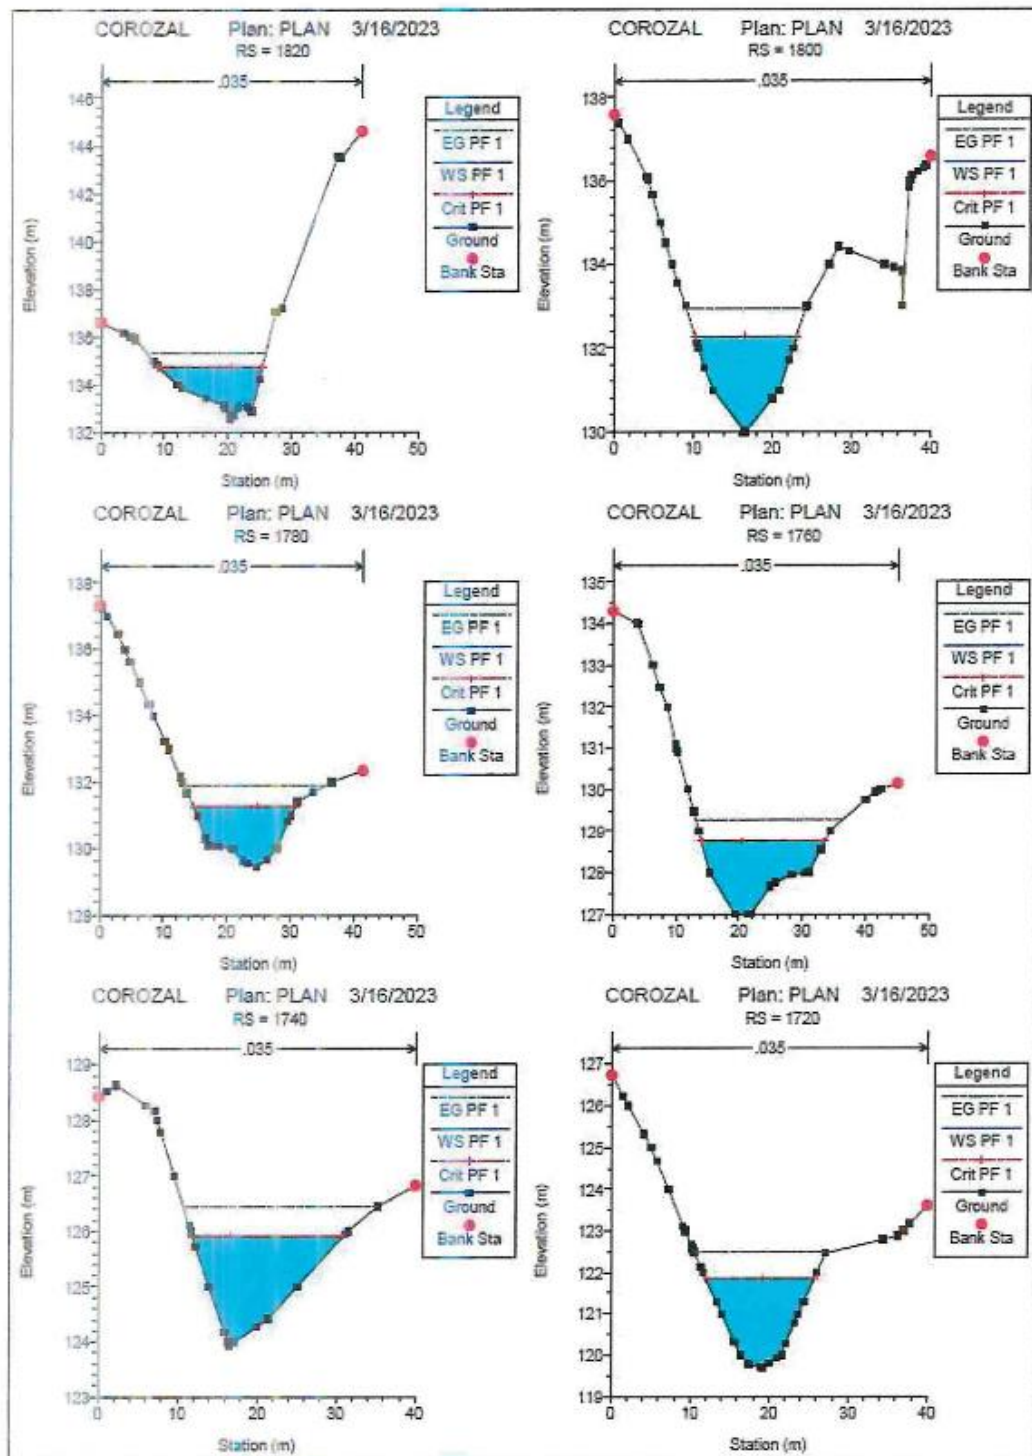 COROZAL Plan: PLAN 3/16/2023
RS = 1820
.035
Legend
EG PF 1
WS PF 1
Crit PF 1
Ground
Bank Sta
Elevation (m)
146
144
142
140
138
136
134
132
0 10 20 30 40 50
Station (m)
COROZAL Plan: PLAN 3/16/2023
RS = 1800
.035
Legend
EG PF 1
WS PF 1
Crit PF 1
Ground
Bank Sta
Elevation (m)
138
136
134
132
130
0 10 20 30 40
Station (m)
COROZAL Plan: PLAN 3/16/2023
RS = 1780
.035
Legend
EG PF 1
WS PF 1
Crit PF 1
Ground
Bank Sta
Elevation (m)
138
136
134
132
130
128
0 10 20 30 40 50
Station (m)
COROZAL Plan: PLAN 3/16/2023
RS = 1760
.035
Legend
EG PF 1
WS PF 1
Crit PF 1
Ground
Bank Sta
Elevation (m)
135
134
133
132
131
130
129
128
127
0 10 20 30 40 50
Station (m)
COROZAL Plan: PLAN 3/16/2023
RS = 1740
.035
Legend
EG PF 1
WS PF 1
Crit PF 1
Ground
Bank Sta
Elevation (m)
129
128
127
126
125
124
123
0 10 20 30 40
Station (m)
COROZAL Plan: PLAN 3/16/2023
RS = 1720
.035
Legend
EG PF 1
WS PF 1
Crit PF 1
Ground
Bank Sta
Elevation (m)
127
126
125
124
123
122
121
120
119
0 10 20 30 40
Station (m)